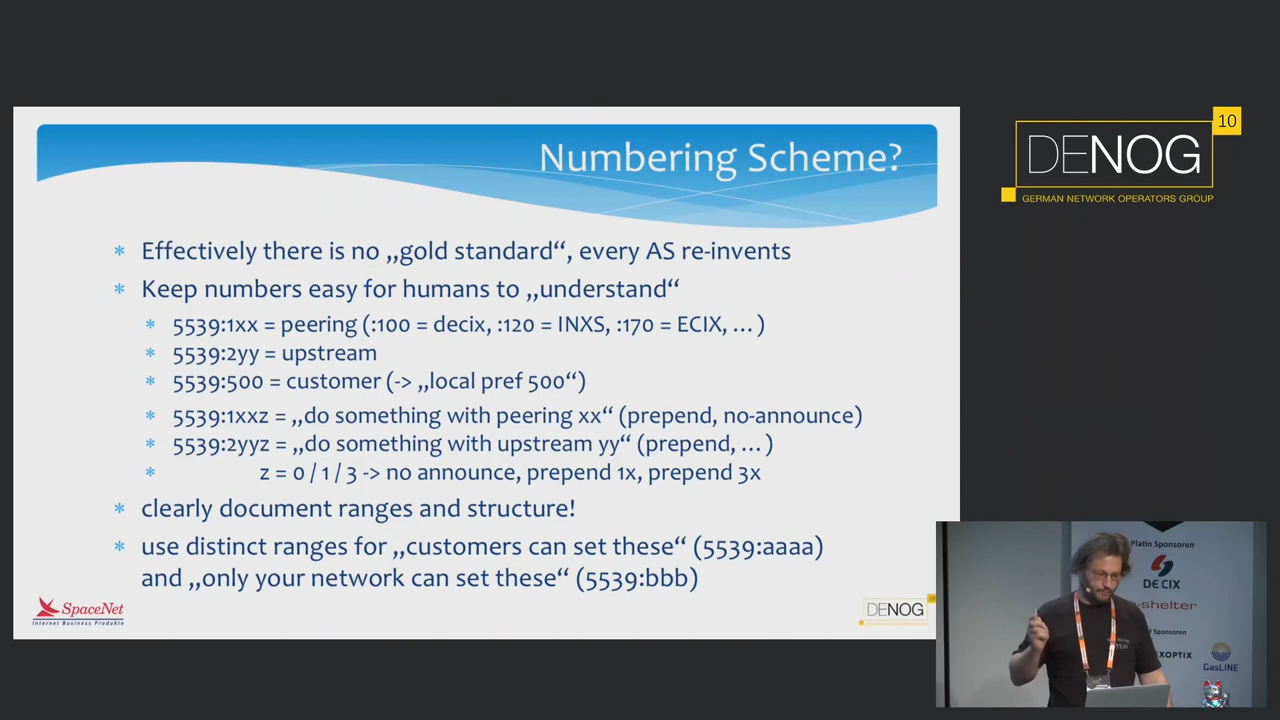 Numbering Scheme?
* Effectively there is no „gold standard“, every AS re-invents
* Keep numbers easy for humans to „understand“
* 5539:1xx = peering (:100 = decix, :120 = INXS, :170 = ECIX, … )
* 5539:2yy = upstream
* 5539:500 = customer (-> „local pref 500“)
* 5539:1xxz = „do something with peering xx“ (prepend, no-announce)
* 5539:2yyz = „do something with upstream yy“ (prepend, … )
* z = 0 / 1 / 3 -> no announce, prepend 1x, prepend 3x
* clearly document ranges and structure!
* use distinct ranges for „customers can set these“ (5539:aaaa)
and „only your network can set these“ (5539:bbb)
SpaceNet
Internet Business Produkte
DENOG
10
DENOG
10
GERMAN NETWORK OPERATORS GROUP
Platin Sponsoren
DE CIX
shelter
Sponsoren
XOPTIX
GasLINE